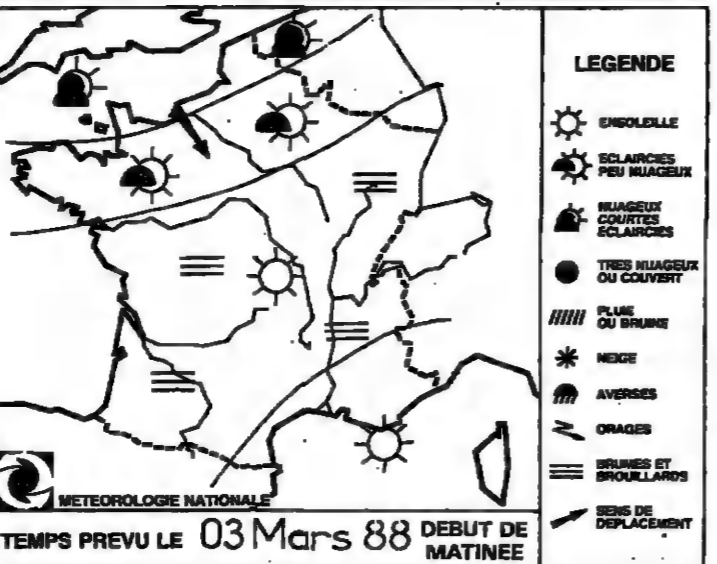 LEGENDE
ENSOLEILLE
ECLAIRCIES
PEU NUAGEUX
NUAGEUX
COURTES
ECLAIRCIES
TRES NUAGEUX
OU COUVERT
PLUIE
OU BRUINE
NEIGE
AVERSES
ORAGES
BRUMES ET
BROUILLARDS
SENS DE
DEPLACEMENT
METEOROLOGIE NATIONALE
TEMPS PREVU LE 03 Mars 88 DEBUT DE
MATINEE